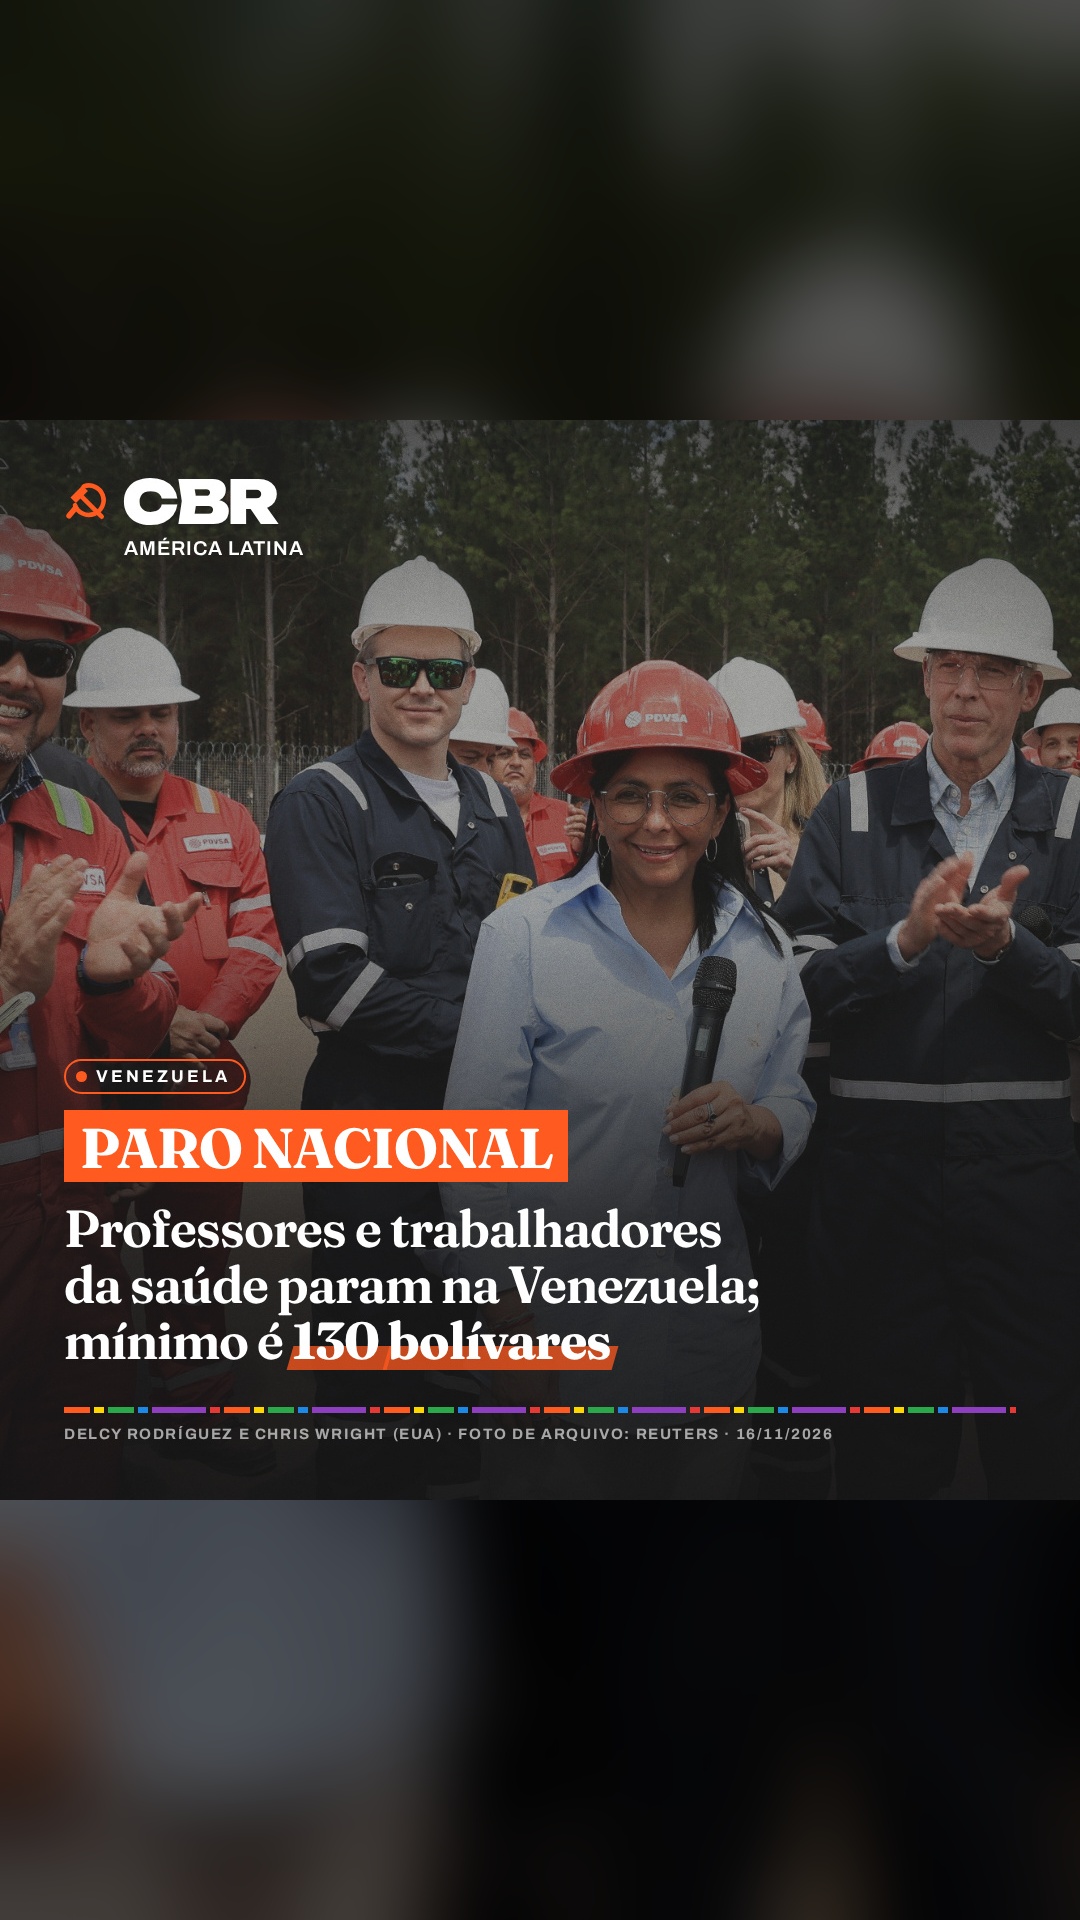 CBR
AMÉRICA LATINA
PDVSA
PDVSA
PDVSA
VSA
VENEZUELA
PARO NACIONAL
Professores e trabalhadores
da saúde param na Venezuela;
mínimo é 130 bolívares
DELCY RODRÍGUEZ E CHRIS WRIGHT (EUA) · FOTO DE ARQUIVO: REUTERS · 16/11/2026